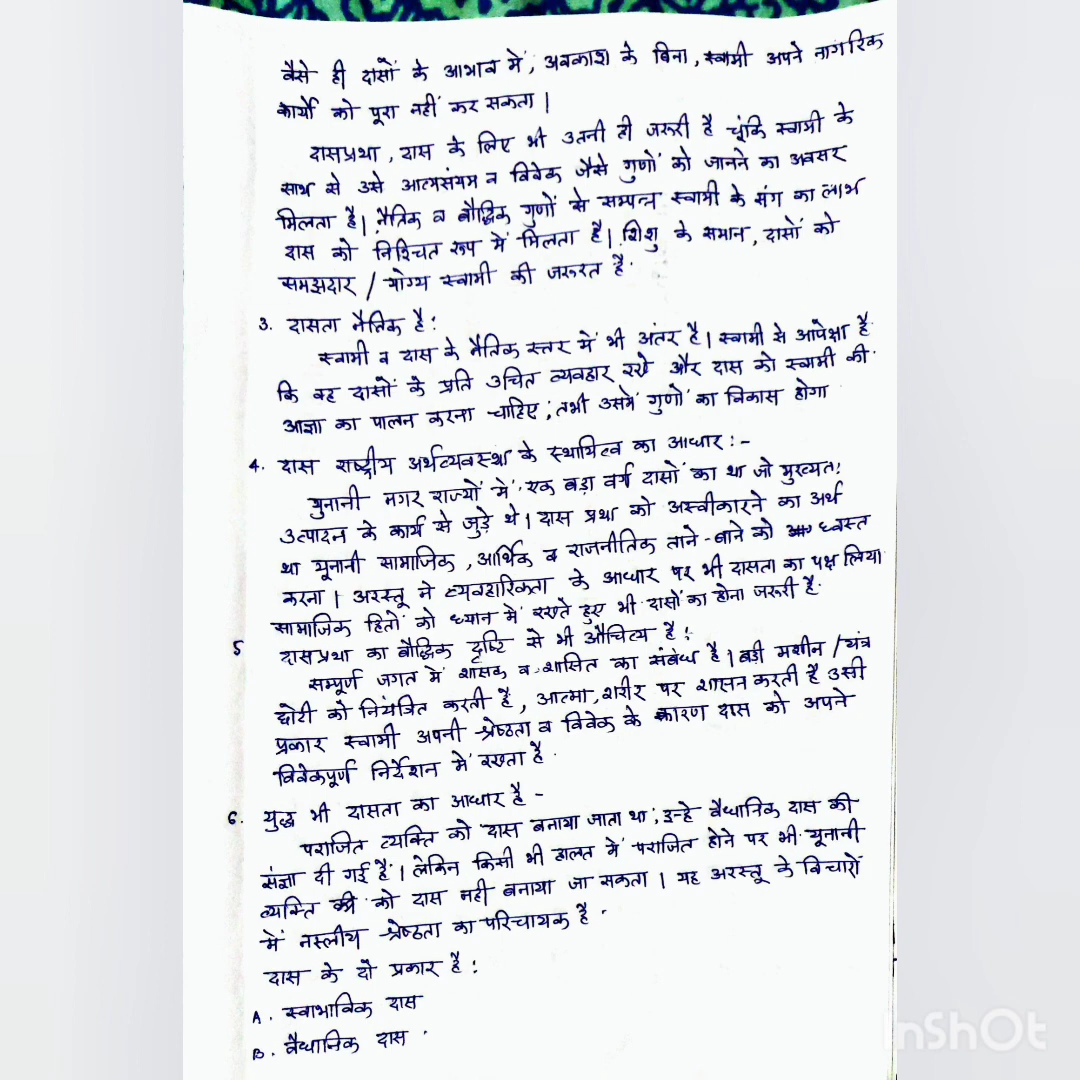 वैसे ही दासों के आभाव में, अवकाश के बिना, स्वामी अपने नागरिक
कार्यो को पूरा नहीं कर सकता |
दासप्रथा, दास के लिए भी उतनी ही जरूरी है चूंकि स्वामी के
साथ से उसे आत्मसंयम व विवेक जैसे गुणों को जानने का अवसर
मिलता है | नैतिक व बौद्धिक गुणों से सम्पन्न स्वामी के संग का लाभ
दास को निश्चित रूप में मिलता है | शिशु के समान, दासों को
समझदार / योग्य स्वामी की जरूरत है.
3. दासता नैतिक है:
स्वामी व दास के नैतिक स्तर में भी अंतर है | स्वामी से आपेक्षा है
कि वह दासों के प्रति उचित व्यवहार रखे और दास को स्वामी की
आज्ञा का पालन करना चाहिए; तभी उसमें गुणों का विकास होगा
4. दास राष्ट्रीय अर्थव्यवस्था के स्थायित्व का आधार :-
युनानी नगर राज्यों में एक बड़ा वर्ग दासों का था जो मुख्यत:
उत्पादन के कार्य से जुड़े थे | दास प्रथा को अस्वीकारने का अर्थ
था यूनानी सामाजिक, आर्थिक व राजनीतिक ताने-बाने को ध्वस्त
करना | अरस्तू ने व्यवहारिकता के आधार पर भी दासता का पक्ष लिया
सामाजिक हितों को ध्यान में रखते हुए भी दासों का होना जरूरी है.
5 दासप्रथा का बौद्धिक दृष्टि से भी औचित्य है:
सम्पूर्ण जगत में शासक व शासित का संबंध है | बड़ी मशीन / यंत्र
छोटी को नियंत्रित करती है, आत्मा, शरीर पर शासन करती है उसी
प्रकार स्वामी अपनी श्रेष्ठता व विवेक के कारण दास को अपने
विवेकपूर्ण निर्देशन में रखता है.
6. युद्ध भी दासता का आधार है -
पराजित व्यक्ति को दास बनाया जाता था; उन्हे वैधानिक दास की
संज्ञा दी गई है | लेकिन किसी भी हालत में पराजित होने पर भी यूनानी
व्यक्ति को दास नही बनाया जा सकता | यह अरस्तू के विचारों
में नस्लीय श्रेष्ठता का परिचायक है.
दास के दो प्रकार है:
A. स्वाभाविक दास
B. वैधानिक दास.
InShOt